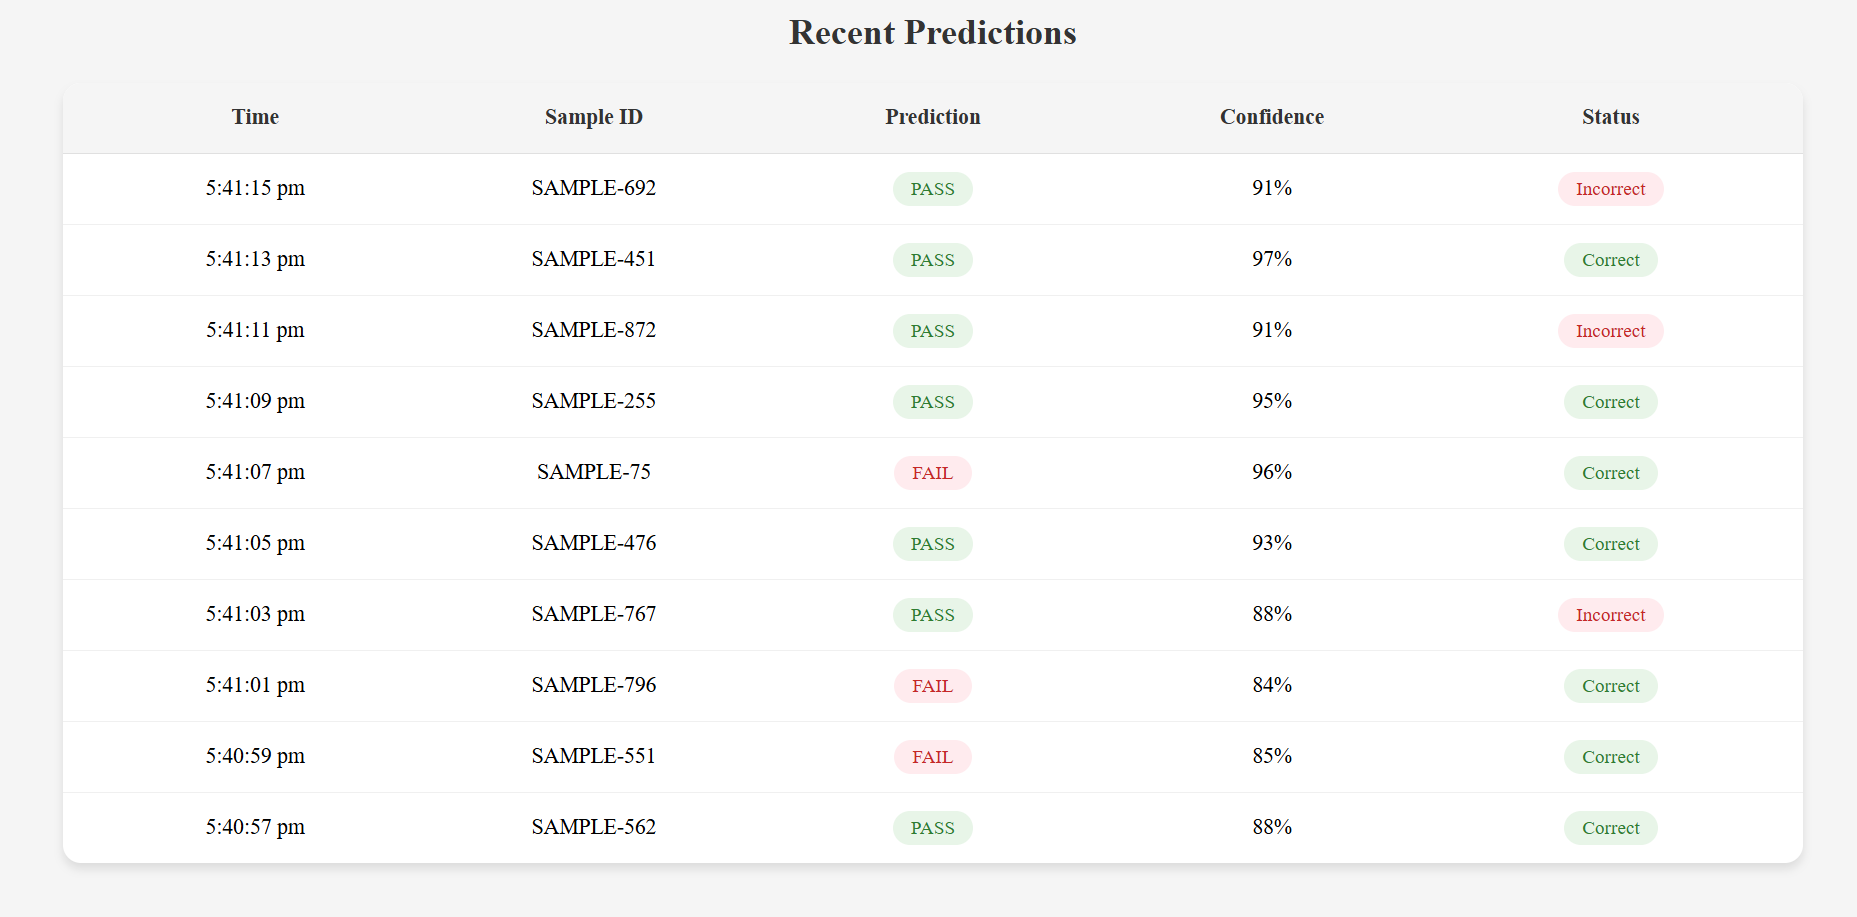 Recent Predictions
Time Sample ID Prediction Confidence Status
5:41:15 pm SAMPLE-692 PASS 91% Incorrect
5:41:13 pm SAMPLE-451 PASS 97% Correct
5:41:11 pm SAMPLE-872 PASS 91% Incorrect
5:41:09 pm SAMPLE-255 PASS 95% Correct
5:41:07 pm SAMPLE-75 FAIL 96% Correct
5:41:05 pm SAMPLE-476 PASS 93% Correct
5:41:03 pm SAMPLE-767 PASS 88% Incorrect
5:41:01 pm SAMPLE-796 FAIL 84% Correct
5:40:59 pm SAMPLE-551 FAIL 85% Correct
5:40:57 pm SAMPLE-562 PASS 88% Correct